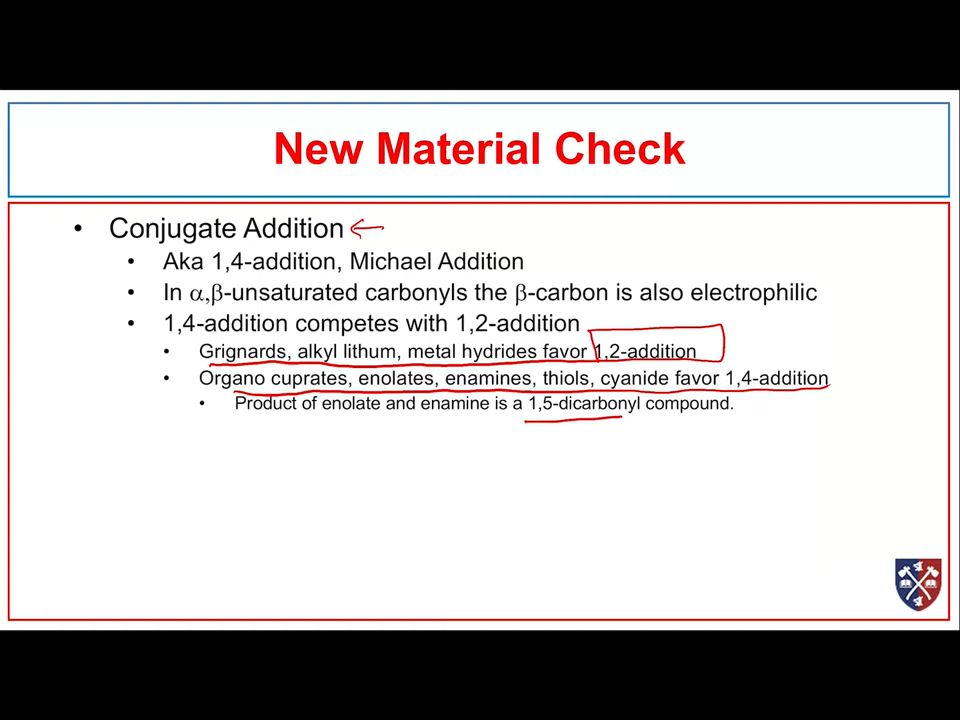 New Material Check
• Conjugate Addition
• Aka 1,4-addition, Michael Addition
• In α,β-unsaturated carbonyls the β-carbon is also electrophilic
• 1,4-addition competes with 1,2-addition
• Grignards, alkyl lithum, metal hydrides favor 1,2-addition
• Organo cuprates, enolates, enamines, thiols, cyanide favor 1,4-addition
• Product of enolate and enamine is a 1,5-dicarbonyl compound.